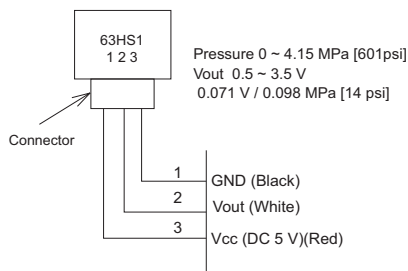 63HS1
1 2 3
Pressure 0 ~ 4.15 MPa [601psi]
Vout 0.5 ~ 3.5 V
0.071 V / 0.098 MPa [14 psi]
Connector
1
GND (Black)
2
Vout (White)
3
Vcc (DC 5 V)(Red)